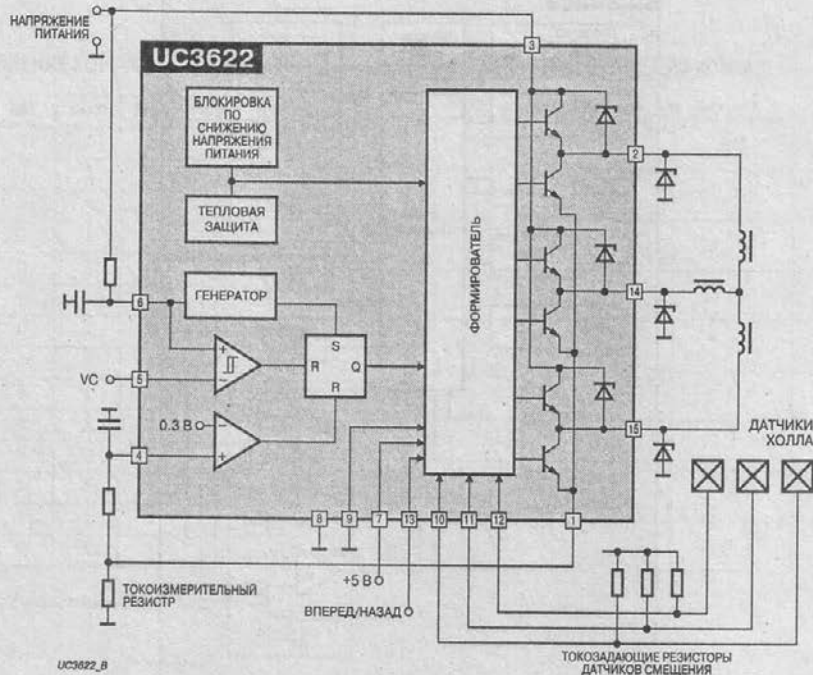 НАПРЯЖЕНИЕ
ПИТАНИЯ
3
UC3622
БЛОКИРОВКА
ПО
СНИЖЕНИЮ
НАПРЯЖЕНИЯ
ПИТАНИЯ
2
ТЕПЛОВАЯ
ЗАЩИТА
ФОРМИРОВАТЕЛЬ
ГЕНЕРАТОР
6
14
S
R Q
R
+
−
VC
5
0.3 В
−
+
4
15
ДАТЧИКИ
ХОЛЛА
8 9 7 13 10 11 12 1
+5 В
ТОКОИЗМЕРИТЕЛЬНЫЙ
РЕЗИСТР
ВПЕРЕД/НАЗАД
ТОКОЗАДАЮЩИЕ РЕЗИСТОРЫ
ДАТЧИКОВ СМЕЩЕНИЯ
UC3622_B